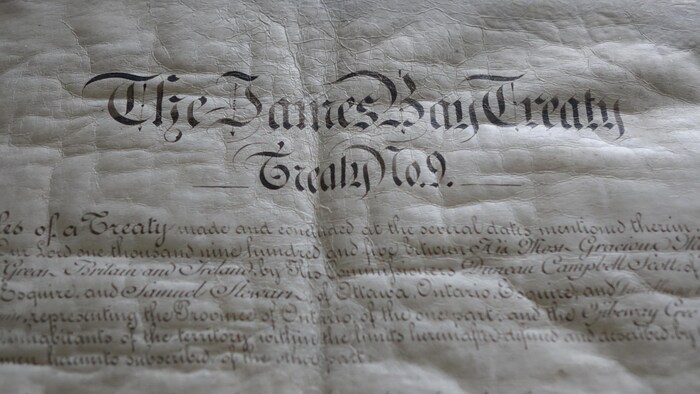 The James Bay Treaty
Treaty No. 9.
les of a Treaty made and concluded at the several dates mentioned therein
Lord one thousand nine hundred and five between His Most Gracious
Great Britain and Ireland, by His Commissioners Duncan Campbell Scott
Esquire, and Samuel Stewart, of Ottawa Ontario, Esquire, and
representing the Province of Ontario, of the one part; and the Ojibeway Cree
inhabitants of the territory within the limits hereinafter defined and described by
hereunto subscribed of the other part